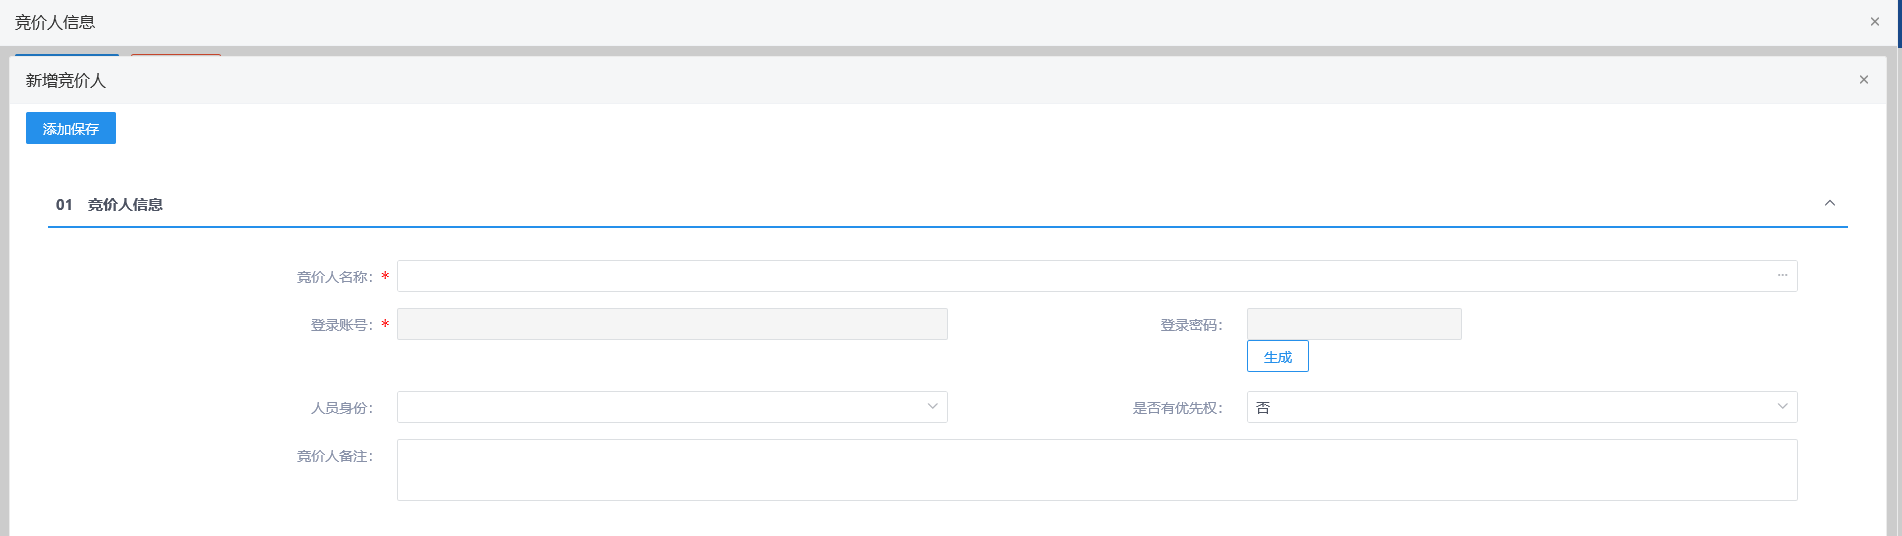 竞价人信息
新增竞价人
添加保存
01 竞价人信息
竞价人名称： *
登录账号： * 登录密码：
生成
人员身份： 是否有优先权： 否
竞价人备注：